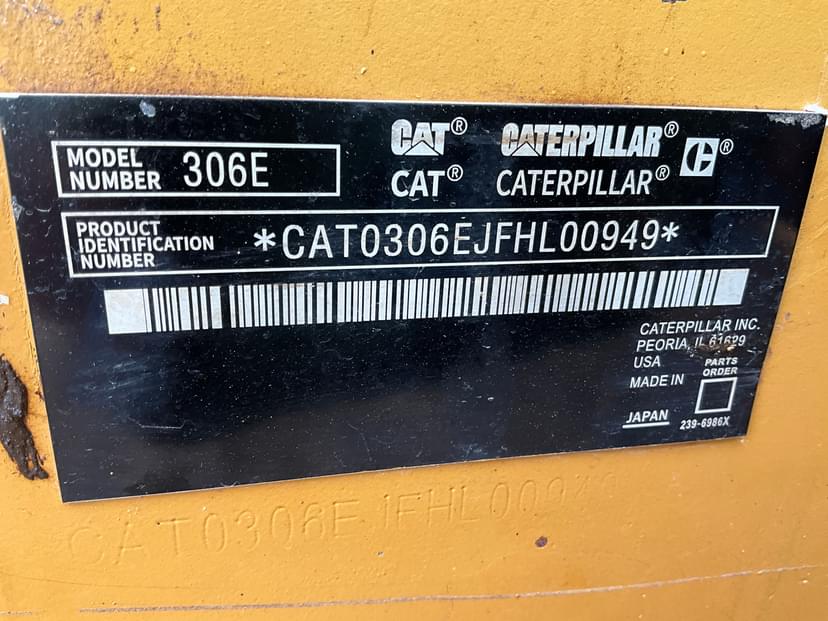 MODEL NUMBER 306E
CAT® CATERPILLAR® C®
CAT® CATERPILLAR®
PRODUCT IDENTIFICATION NUMBER *CAT0306EJFHL00949*
CATERPILLAR INC.
PEORIA, IL 61629
USA
PARTS ORDER
MADE IN
JAPAN
239-6986X
CAT0306EJFHL00949